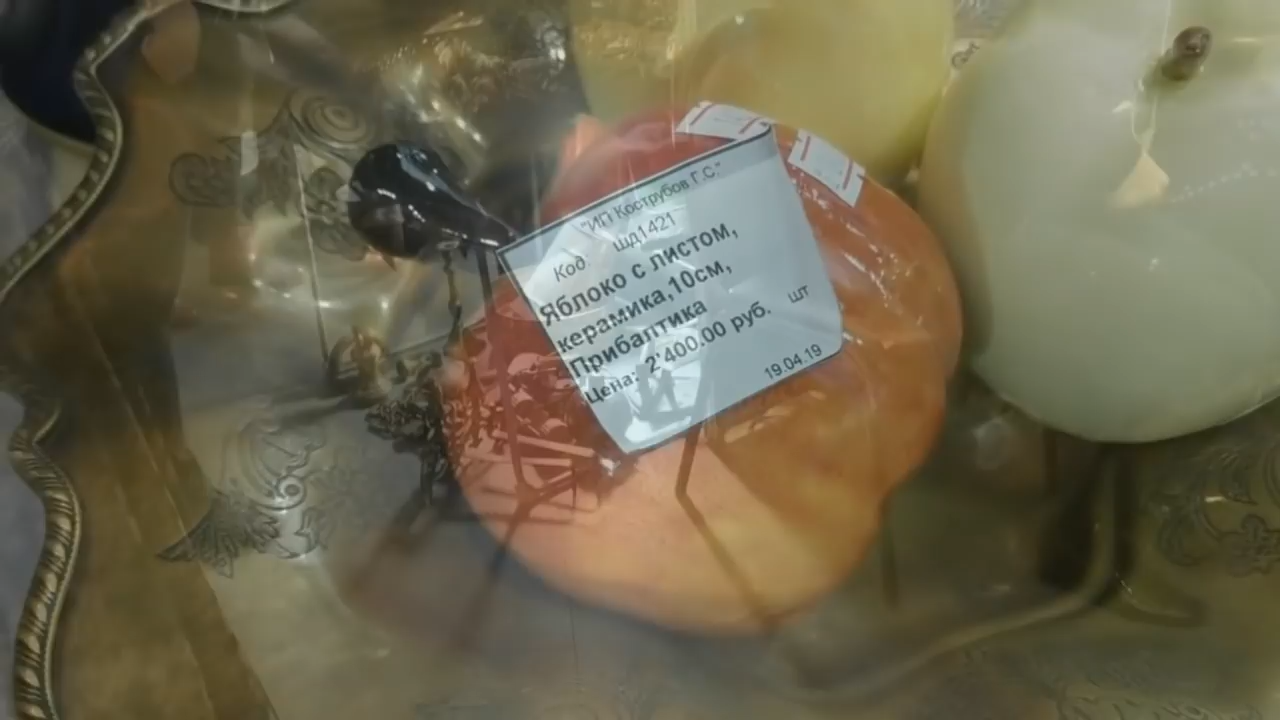 "ИП Кострубов Г.С."
Код: шд1421
Яблоко с листом,
керамика,10см,
Прибалтика
Цена: 2'400.00 руб. шт
19.04.19